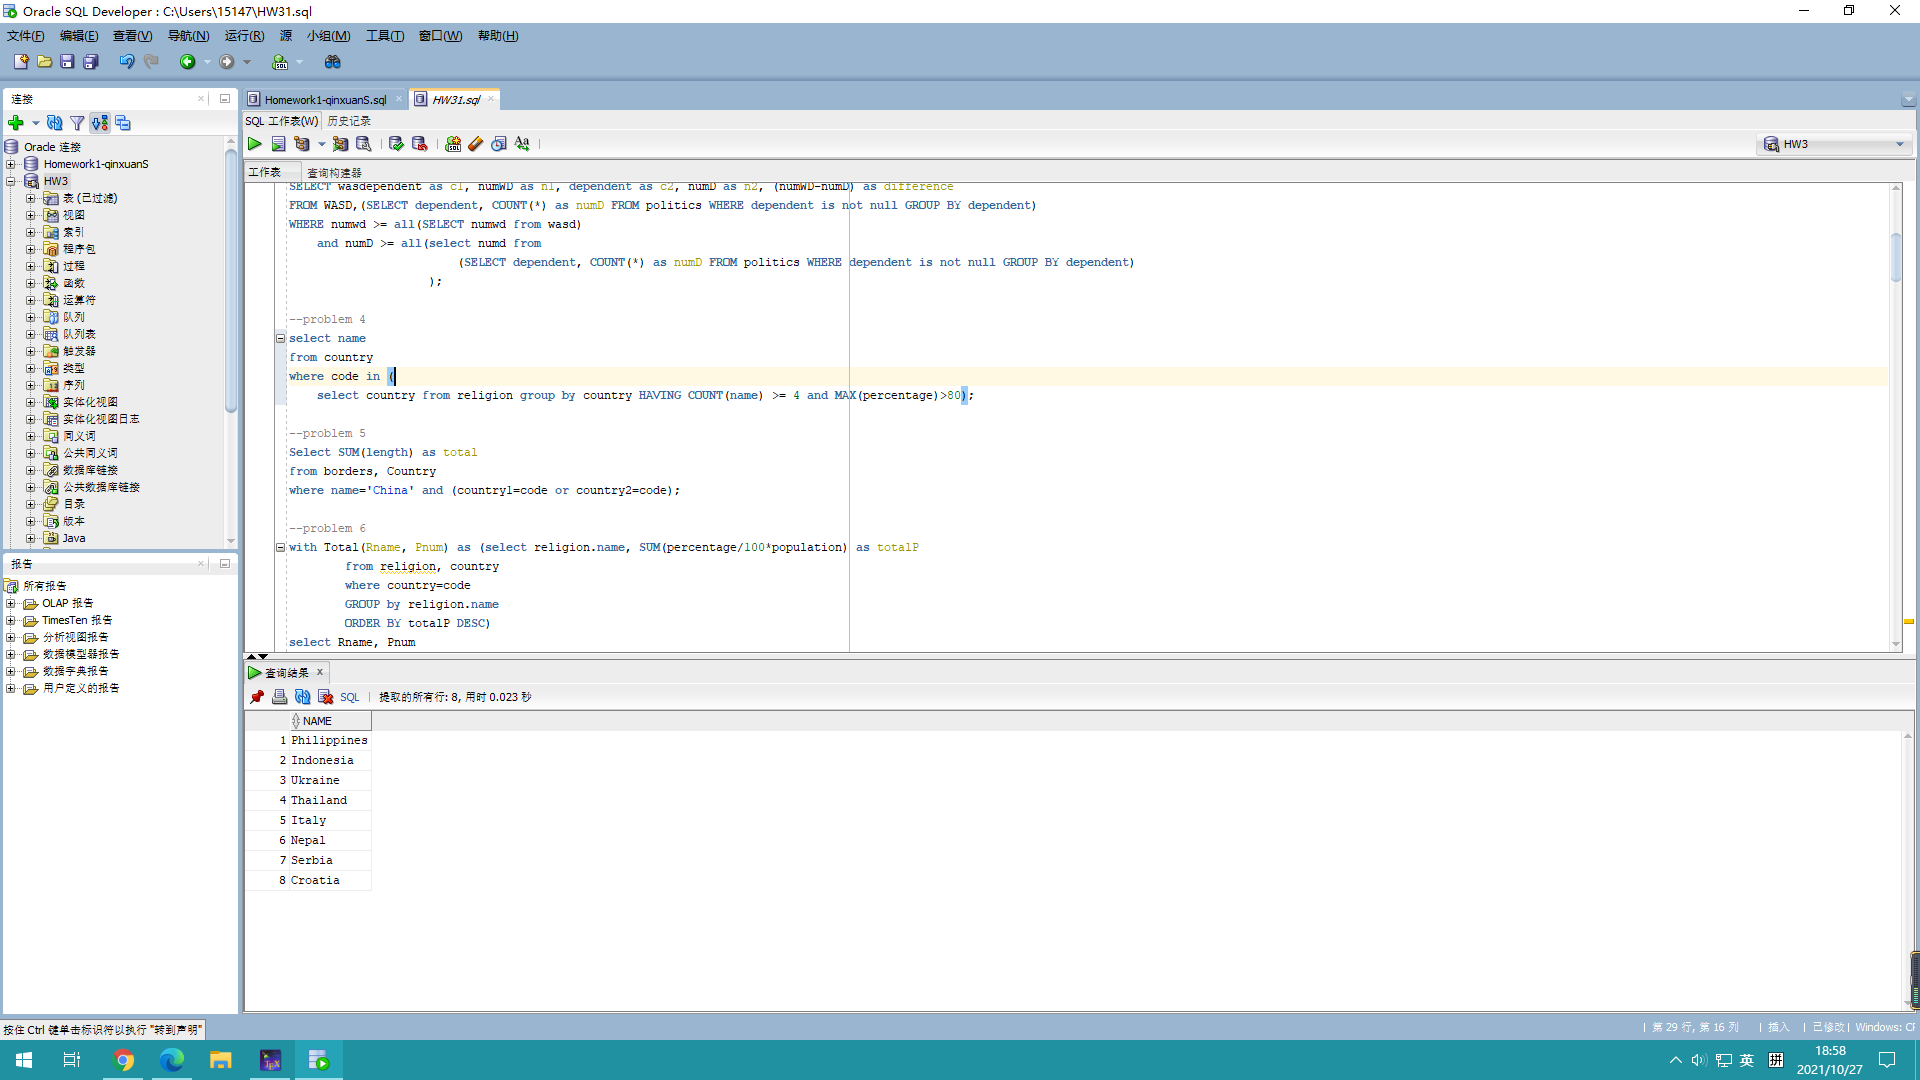 Oracle SQL Developer : C:\Users\15147\HW31.sql
文件(F) 编辑(E) 查看(V) 导航(N) 运行(R) 源 小组(M) 工具(T) 窗口(W) 帮助(H)
连接
Oracle 连接
Homework1-qinxuanS
HW3
表 (已过滤)
视图
索引
程序包
过程
函数
运算符
队列
队列表
触发器
类型
序列
实体化视图
实体化视图日志
同义词
公共同义词
数据库链接
公共数据库链接
目录
版本
Java
报告
所有报告
OLAP 报告
TimesTen 报告
分析视图报告
数据模型器报告
数据字典报告
用户定义的报告
Homework1-qinxuanS.sql HW31.sql
SQL 工作表(W) 历史记录
HW3
工作表 查询构建器
SELECT wasdependent as c1, numWD as n1, dependent as c2, numD as n2, (numWD-numD) as difference
FROM WASD,(SELECT dependent, COUNT(*) as numD FROM politics WHERE dependent is not null GROUP BY dependent)
WHERE numwd >= all(SELECT numwd from wasd)
and numD >= all(select numd from
(SELECT dependent, COUNT(*) as numD FROM politics WHERE dependent is not null GROUP BY dependent)
);
--problem 4
select name
from country
where code in (
select country from religion group by country HAVING COUNT(name) >= 4 and MAX(percentage)>80);
--problem 5
Select SUM(length) as total
from borders, Country
where name='China' and (country1=code or country2=code);
--problem 6
with Total(Rname, Pnum) as (select religion.name, SUM(percentage/100*population) as totalP
from religion, country
where country=code
GROUP by religion.name
ORDER BY totalP DESC)
select Rname, Pnum
查询结果
SQL | 提取的所有行: 8, 用时 0.023 秒
NAME
1 Philippines
2 Indonesia
3 Ukraine
4 Thailand
5 Italy
6 Nepal
7 Serbia
8 Croatia
按住 Ctrl 键单击标识符以执行 "转到声明"
第 29 行, 第 16 列 | 插入 | 已修改 | Windows: CF
英 拼
18:58
2021/10/27